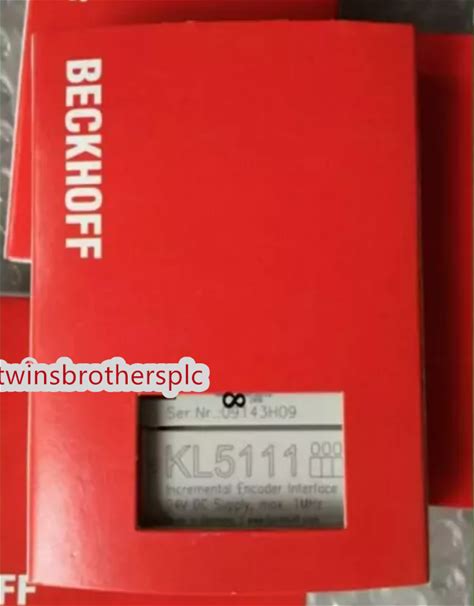 BECKHOFF
twinsbrothersplc
Ser Nr.:09143H09
KL5111
Incremental Encoder Interface
24V DC Supply, max. 1MHz
FF